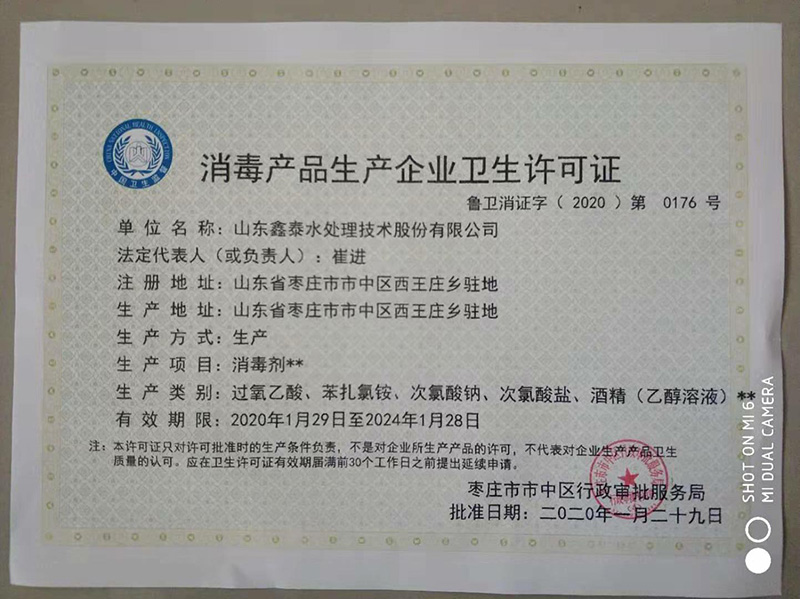 消毒产品生产企业卫生许可证
鲁卫消证字（2020）第 0176 号
单位名称：山东鑫泰水处理技术股份有限公司
法定代表人（或负责人）：崔进
注册地址：山东省枣庄市市中区西王庄乡驻地
生产地址：山东省枣庄市市中区西王庄乡驻地
生产方式：生产
生产项目：消毒剂**
生产类别：过氧乙酸、苯扎氯铵、次氯酸钠、次氯酸盐、酒精（乙醇溶液）**
有效期限：2020年1月29日至2024年1月28日
注：本许可证只对许可批准时的生产条件负责，不是对企业所生产产品的许可，不代表对企业生产产品卫生
质量的认可。应在卫生许可证有效期届满前30个工作日之前提出延续申请。
枣庄市市中区行政审批服务局
批准日期：二〇二〇年一月二十九日
SHOT ON MI 6
MI DUAL CAMERA